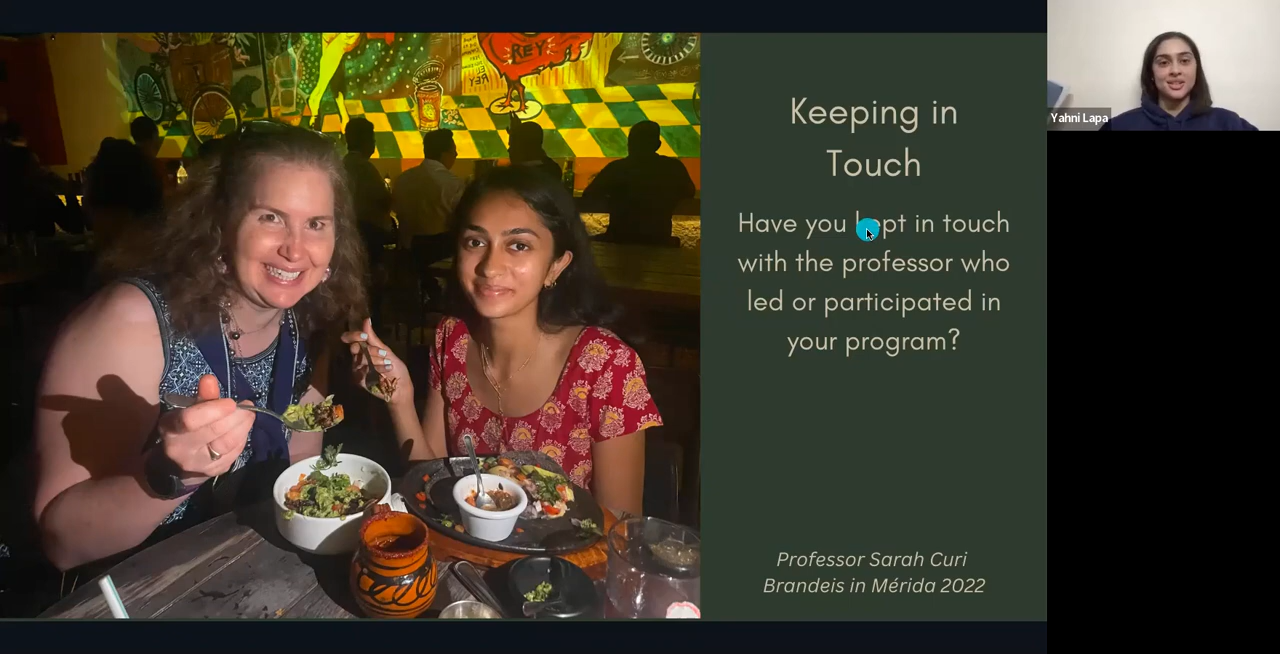 REY
Keeping in
Touch
Have you kept in touch
with the professor who
led or participated in
your program?
Professor Sarah Curi
Brandeis in Mérida 2022
Yahni Lapa